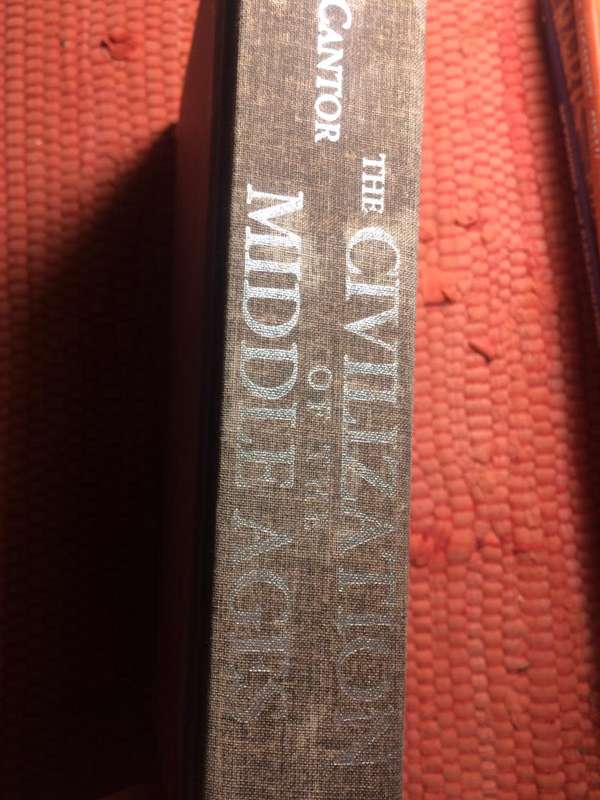 CANTOR
THE CIVILIZATION
OF THE
MIDDLE AGES